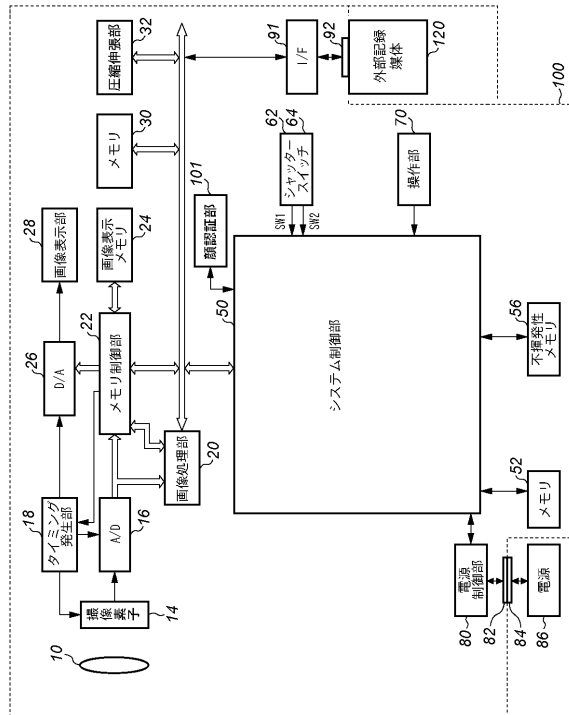 10
撮像
素子
14
18
タイミング
発生部
26
D/A
28
画像表示部
A/D
16
22
メモリ制御部
画像表示
メモリ
24
画像処理部
20
メモリ
30
圧縮伸張部
32
50
顔認証部
101
システム制御部
SW1
SW2
62
64
シャッター
スイッチ
91
I/F
92
外部記録
媒体
120
70
操作部
80
電源
制御部
82
84
86
電源
52
メモリ
56
不揮発性
メモリ
100